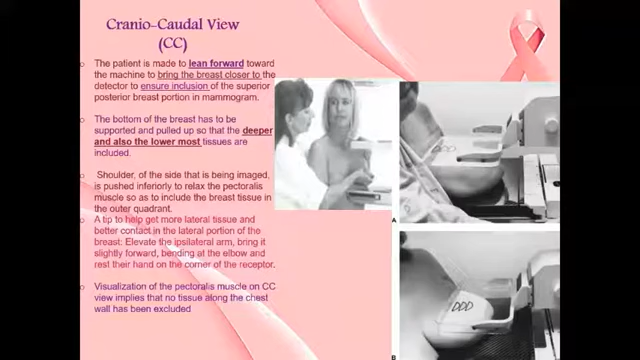 Cranio-Caudal View
(CC)
The patient is made to lean forward toward
the machine to bring the breast closer to the
detector to ensure inclusion of the superior
posterior breast portion in mammogram.
The bottom of the breast has to be
supported and pulled up so that the deeper
and also the lower most tissues are
included.
Shoulder, of the side that is being imaged,
is pushed inferiorly to relax the pectoralis
muscle so as to include the breast tissue in
the outer quadrant.
A tip to help get more lateral tissue and
better contact in the lateral portion of the
breast: Elevate the ipsilateral arm, bring it
slightly forward, bending at the elbow and
rest their hand on the corner of the receptor.
Visualization of the pectoralis muscle on CC
view implies that no tissue along the chest
wall has been excluded
A
DDD
B